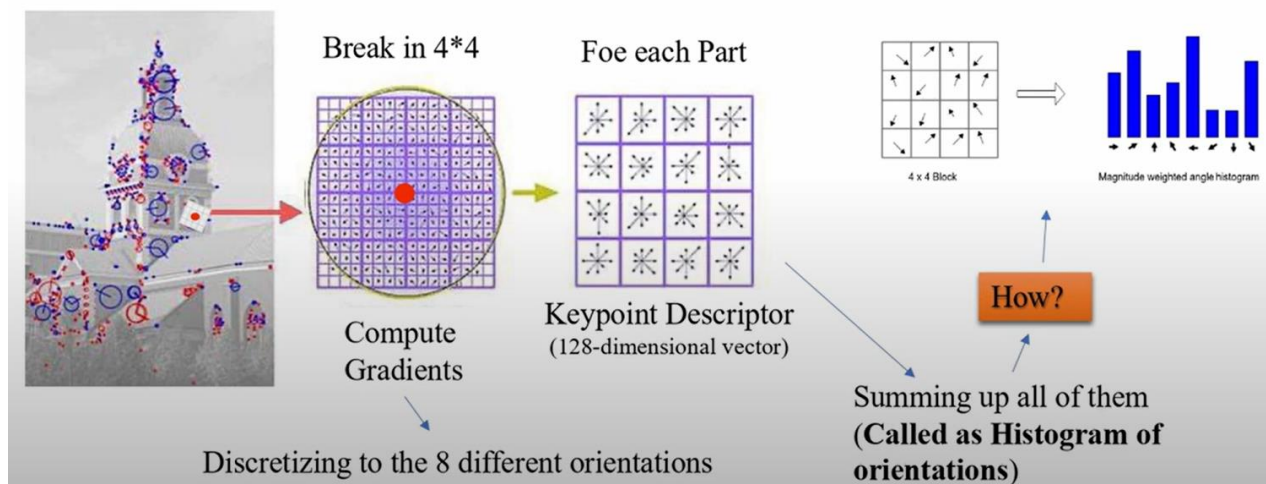 Break in 4*4
Foe each Part
Compute
Gradients
Keypoint Descriptor
(128-dimensional vector)
Discretizing to the 8 different orientations
4 x 4 Block
Magnitude weighted angle histogram
How?
Summing up all of them
(Called as Histogram of
orientations)